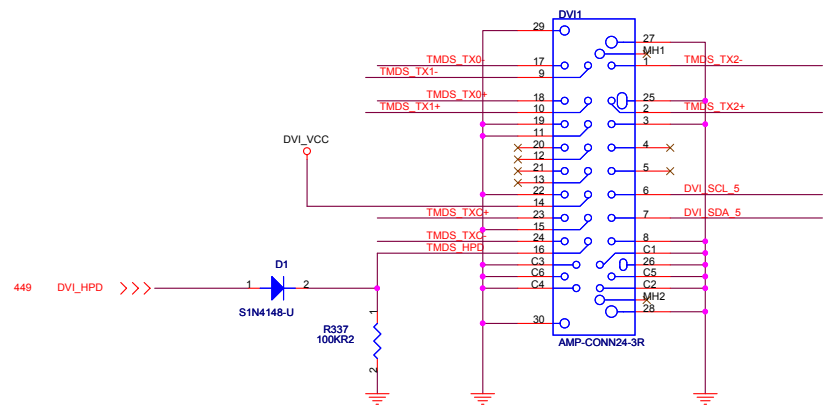 DVI1
29
27
MH1
TMDS_TX0- 17 1 TMDS_TX2-
TMDS_TX1- 9
TMDS_TX0+ 18 25
TMDS_TX1+ 10 2 TMDS_TX2+
19 3
11
DVI_VCC
20 4
12
21 5
13
22 6 DVI_SCL_5
14
TMDS_TXC+ 23 7 DVI_SDA_5
15
TMDS_TXC- 24 8
TMDS_HPD 16 C1
C3 26
C6 C5
C4 C2
MH2
28
30
AMP-CONN24-3R
449 DVI_HPD
D1
1 2
S1N4148-U
R337
100KR2
1
2